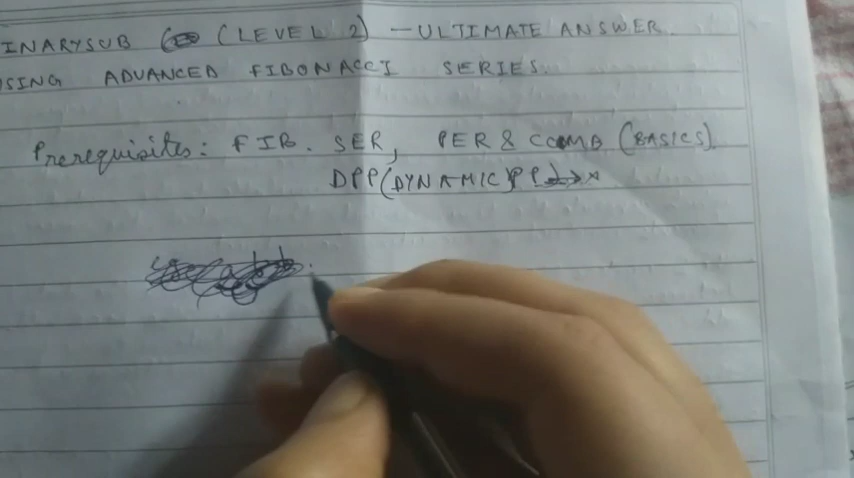 INARYSUB (LEVEL 2) - ULTIMATE ANSWER.
SING ADVANCED FIBONACCI SERIES.
Prerequisites: FIB. SER, PER & COMB (BASICS).
DPP (DYNAMIC)